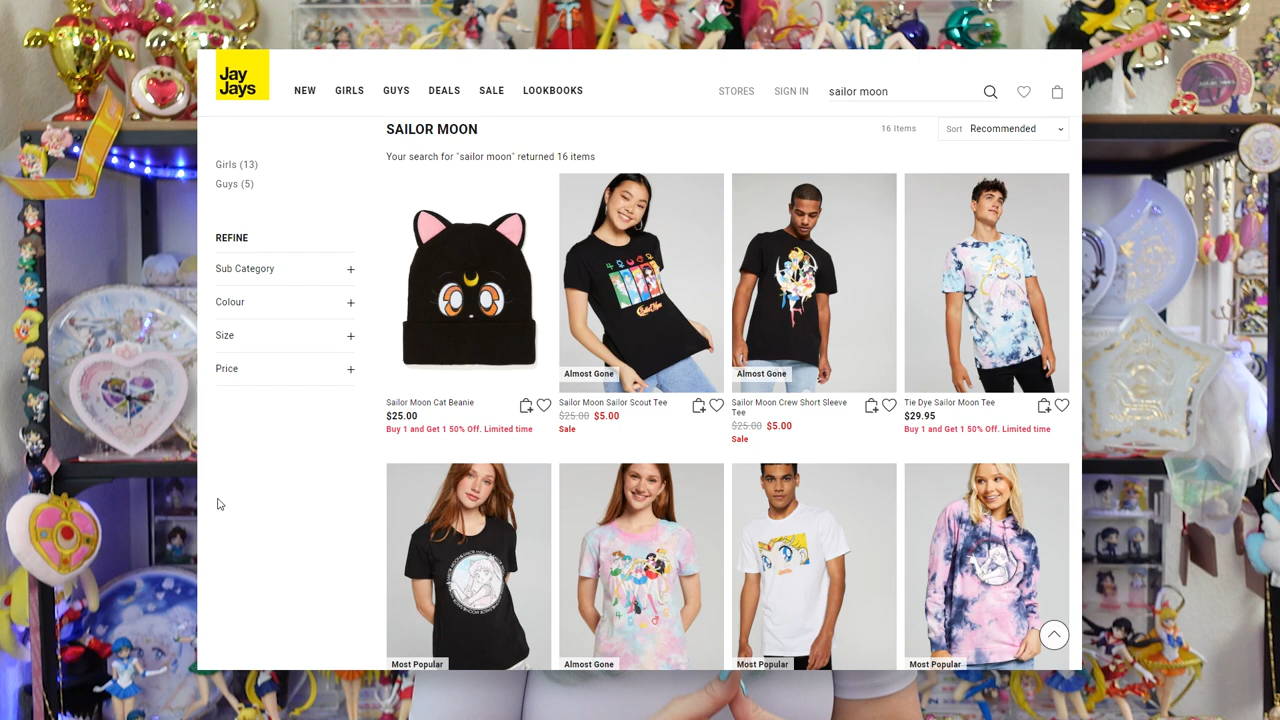 Jay
Jays
NEW GIRLS GUYS DEALS SALE LOOKBOOKS
STORES SIGN IN sailor moon
SAILOR MOON
16 Items
Sort Recommended
Your search for "sailor moon" returned 16 items
Girls (13)
Guys (5)
REFINE
Sub Category +
Colour +
Size +
Price +
Almost Gone
Almost Gone
Sailor Moon Cat Beanie
$25.00
Buy 1 and Get 1 50% Off. Limited time
Sailor Moon Sailor Scout Tee
$25.00 $5.00
Sale
Sailor Moon Crew Short Sleeve
Tee
$25.00 $5.00
Sale
Tie Dye Sailor Moon Tee
$29.95
Buy 1 and Get 1 50% Off. Limited time
Most Popular
Almost Gone
Most Popular
Most Popular